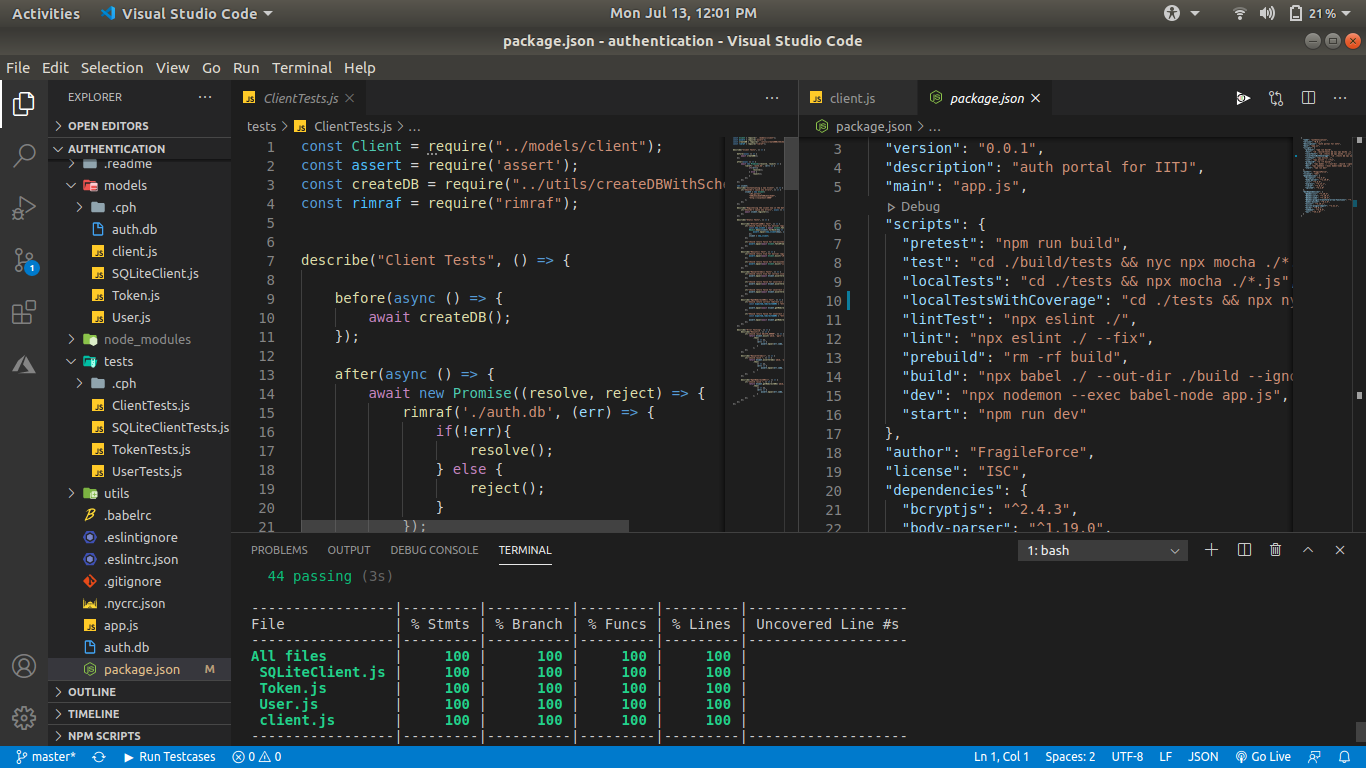 Activities Visual Studio Code Mon Jul 13, 12:01 PM 21 %
package.json - authentication - Visual Studio Code
File Edit Selection View Go Run Terminal Help
EXPLORER
OPEN EDITORS
AUTHENTICATION
.readme
models
.cph
auth.db
client.js
SQLiteClient.js
Token.js
User.js
node_modules
tests
.cph
ClientTests.js
SQLiteClientTests.js
TokenTests.js
UserTests.js
utils
.babelrc
.eslintignore
.eslintrc.json
.gitignore
.nycrc.json
app.js
auth.db
package.json M
OUTLINE
TIMELINE
NPM SCRIPTS
1
ClientTests.js
tests > ClientTests.js > ...
1 const Client = require("../models/client");
2 const assert = require('assert');
3 const createDB = require("../utils/createDBWithSche
4 const rimraf = require("rimraf");
5
6
7 describe("Client Tests", () => {
8
9 before(async () => {
10 await createDB();
11 });
12
13 after(async () => {
14 await new Promise((resolve, reject) => {
15 rimraf('./auth.db', (err) => {
16 if(!err){
17 resolve();
18 } else {
19 reject();
20 }
21 });
client.js package.json
package.json > ...
3 "version": "0.0.1",
4 "description": "auth portal for IITJ",
5 "main": "app.js",
Debug
6 "scripts": {
7 "pretest": "npm run build",
8 "test": "cd ./build/tests && nyc npx mocha ./*
9 "localTests": "cd ./tests && npx mocha ./*.js"
10 "localTestsWithCoverage": "cd ./tests && npx ny
11 "lintTest": "npx eslint ./",
12 "lint": "npx eslint ./ --fix",
13 "prebuild": "rm -rf build",
14 "build": "npx babel ./ --out-dir ./build --igno
15 "dev": "npx nodemon --exec babel-node app.js",
16 "start": "npm run dev"
17 },
18 "author": "FragileForce",
19 "license": "ISC",
20 "dependencies": {
21 "bcryptjs": "^2.4.3",
22 "body-parser": "^1.19.0",
PROBLEMS OUTPUT DEBUG CONSOLE TERMINAL 1: bash
44 passing (3s)
-----------------|---------|----------|---------|---------|-------------------
File | % Stmts | % Branch | % Funcs | % Lines | Uncovered Line #s
-----------------|---------|----------|---------|---------|-------------------
All files | 100 | 100 | 100 | 100 |
SQLiteClient.js | 100 | 100 | 100 | 100 |
Token.js | 100 | 100 | 100 | 100 |
User.js | 100 | 100 | 100 | 100 |
client.js | 100 | 100 | 100 | 100 |
-----------------|---------|----------|---------|---------|-------------------
master* Run Testcases 0 0 Ln 1, Col 1 Spaces: 2 UTF-8 LF JSON Go Live